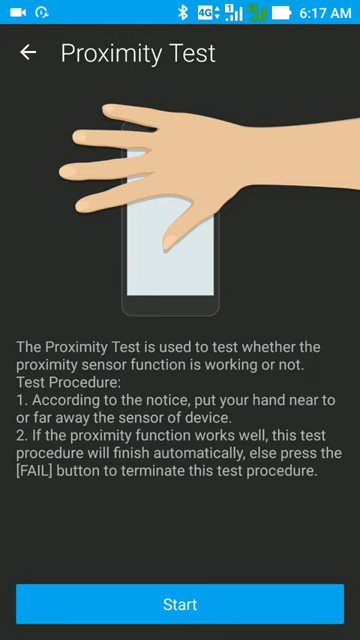 4G 1 6:17 AM
Proximity Test
The Proximity Test is used to test whether the
proximity sensor function is working or not.
Test Procedure:
1. According to the notice, put your hand near to
or far away the sensor of device.
2. If the proximity function works well, this test
procedure will finish automatically, else press the
[FAIL] button to terminate this test procedure.
Start